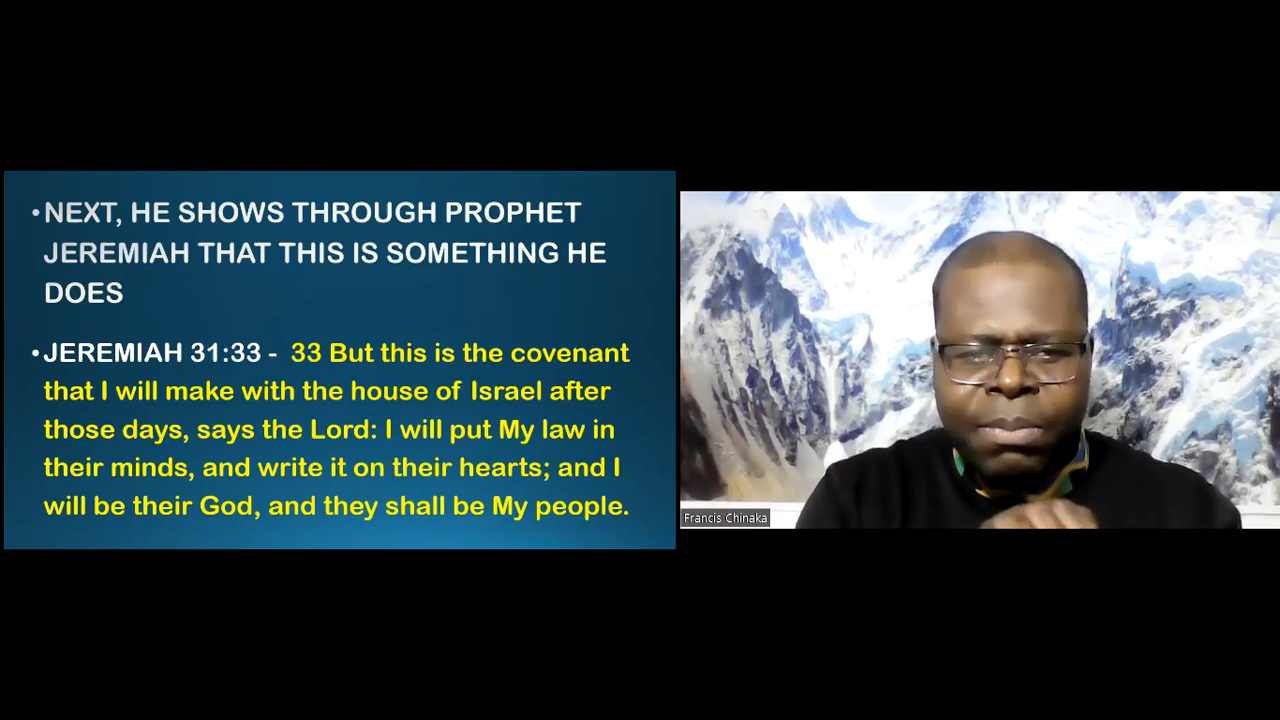 •NEXT, HE SHOWS THROUGH PROPHET
JEREMIAH THAT THIS IS SOMETHING HE
DOES
•JEREMIAH 31:33 - 33 But this is the covenant
that I will make with the house of Israel after
those days, says the Lord: I will put My law in
their minds, and write it on their hearts; and I
will be their God, and they shall be My people.
Francis Chinaka